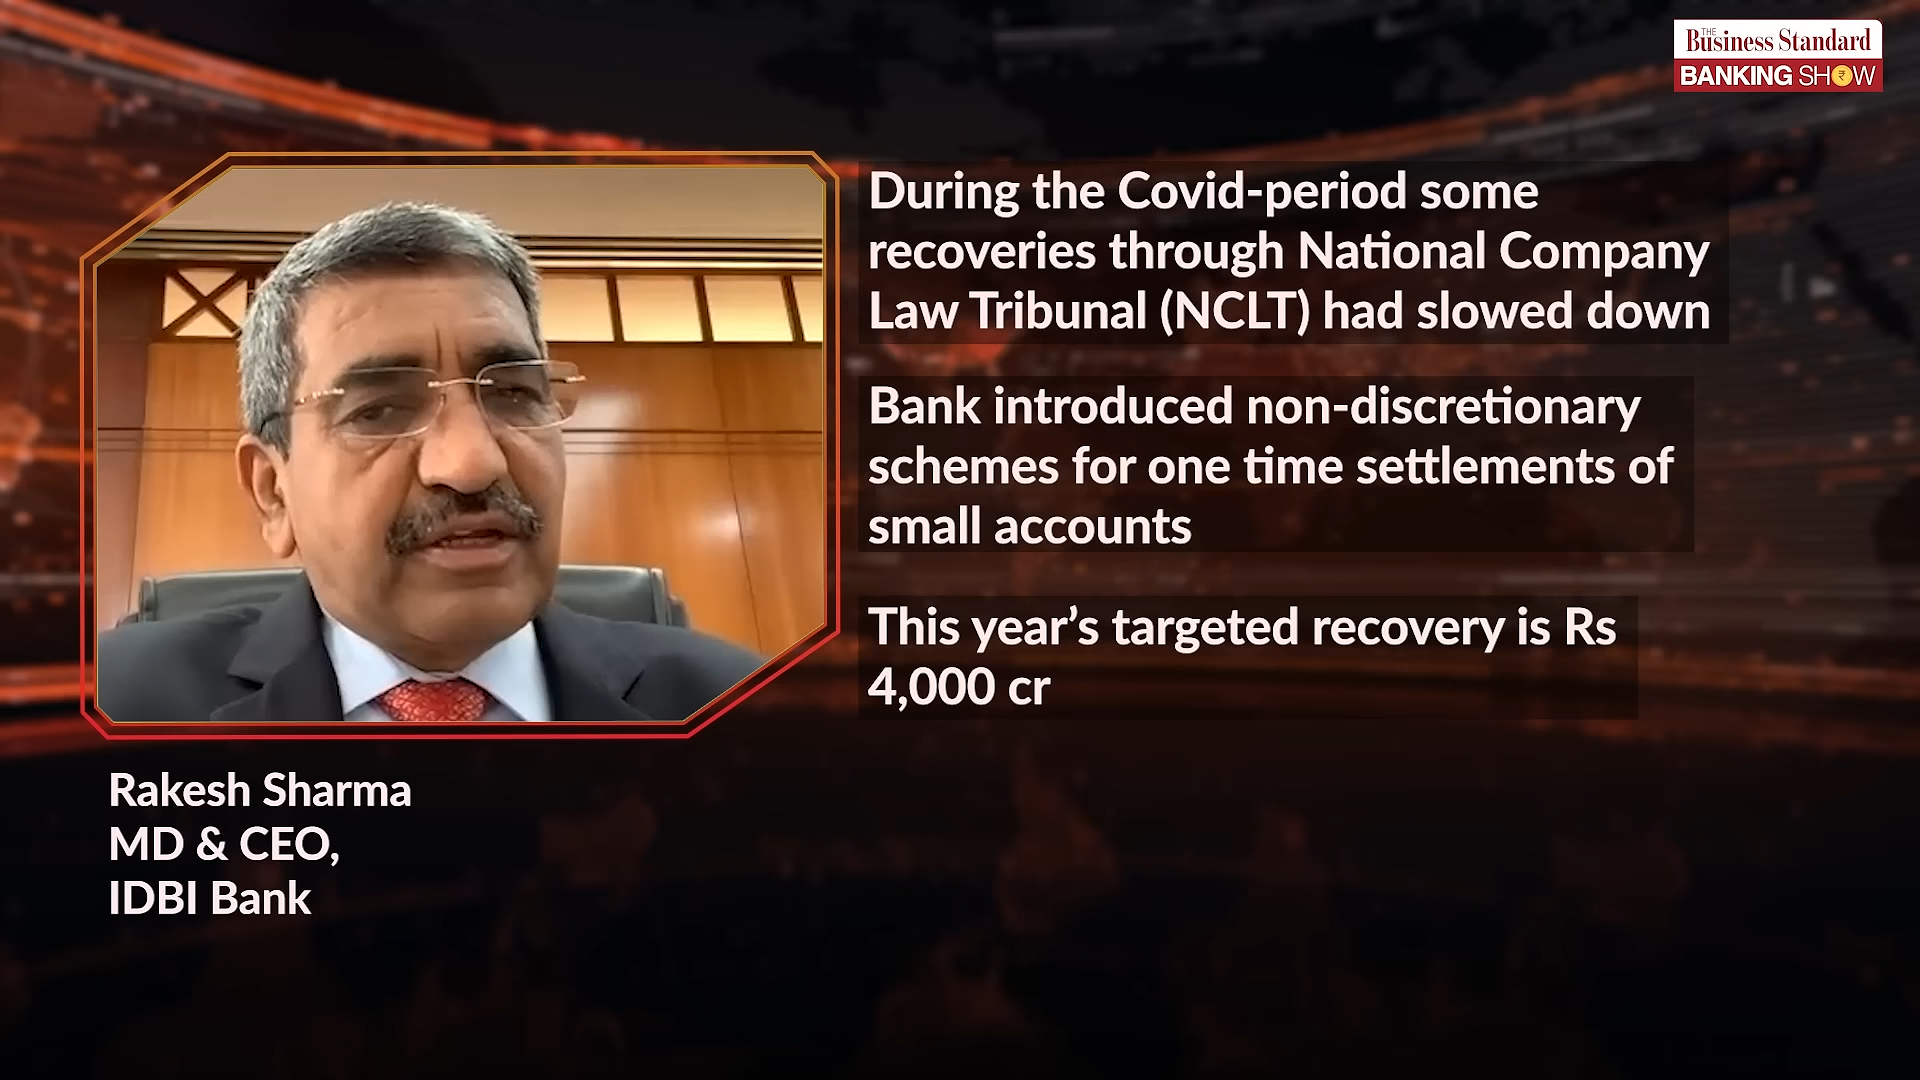 THE
Business Standard
BANKING SHOW
During the Covid-period some
recoveries through National Company
Law Tribunal (NCLT) had slowed down
Bank introduced non-discretionary
schemes for one time settlements of
small accounts
This year’s targeted recovery is Rs
4,000 cr
Rakesh Sharma
MD & CEO,
IDBI Bank